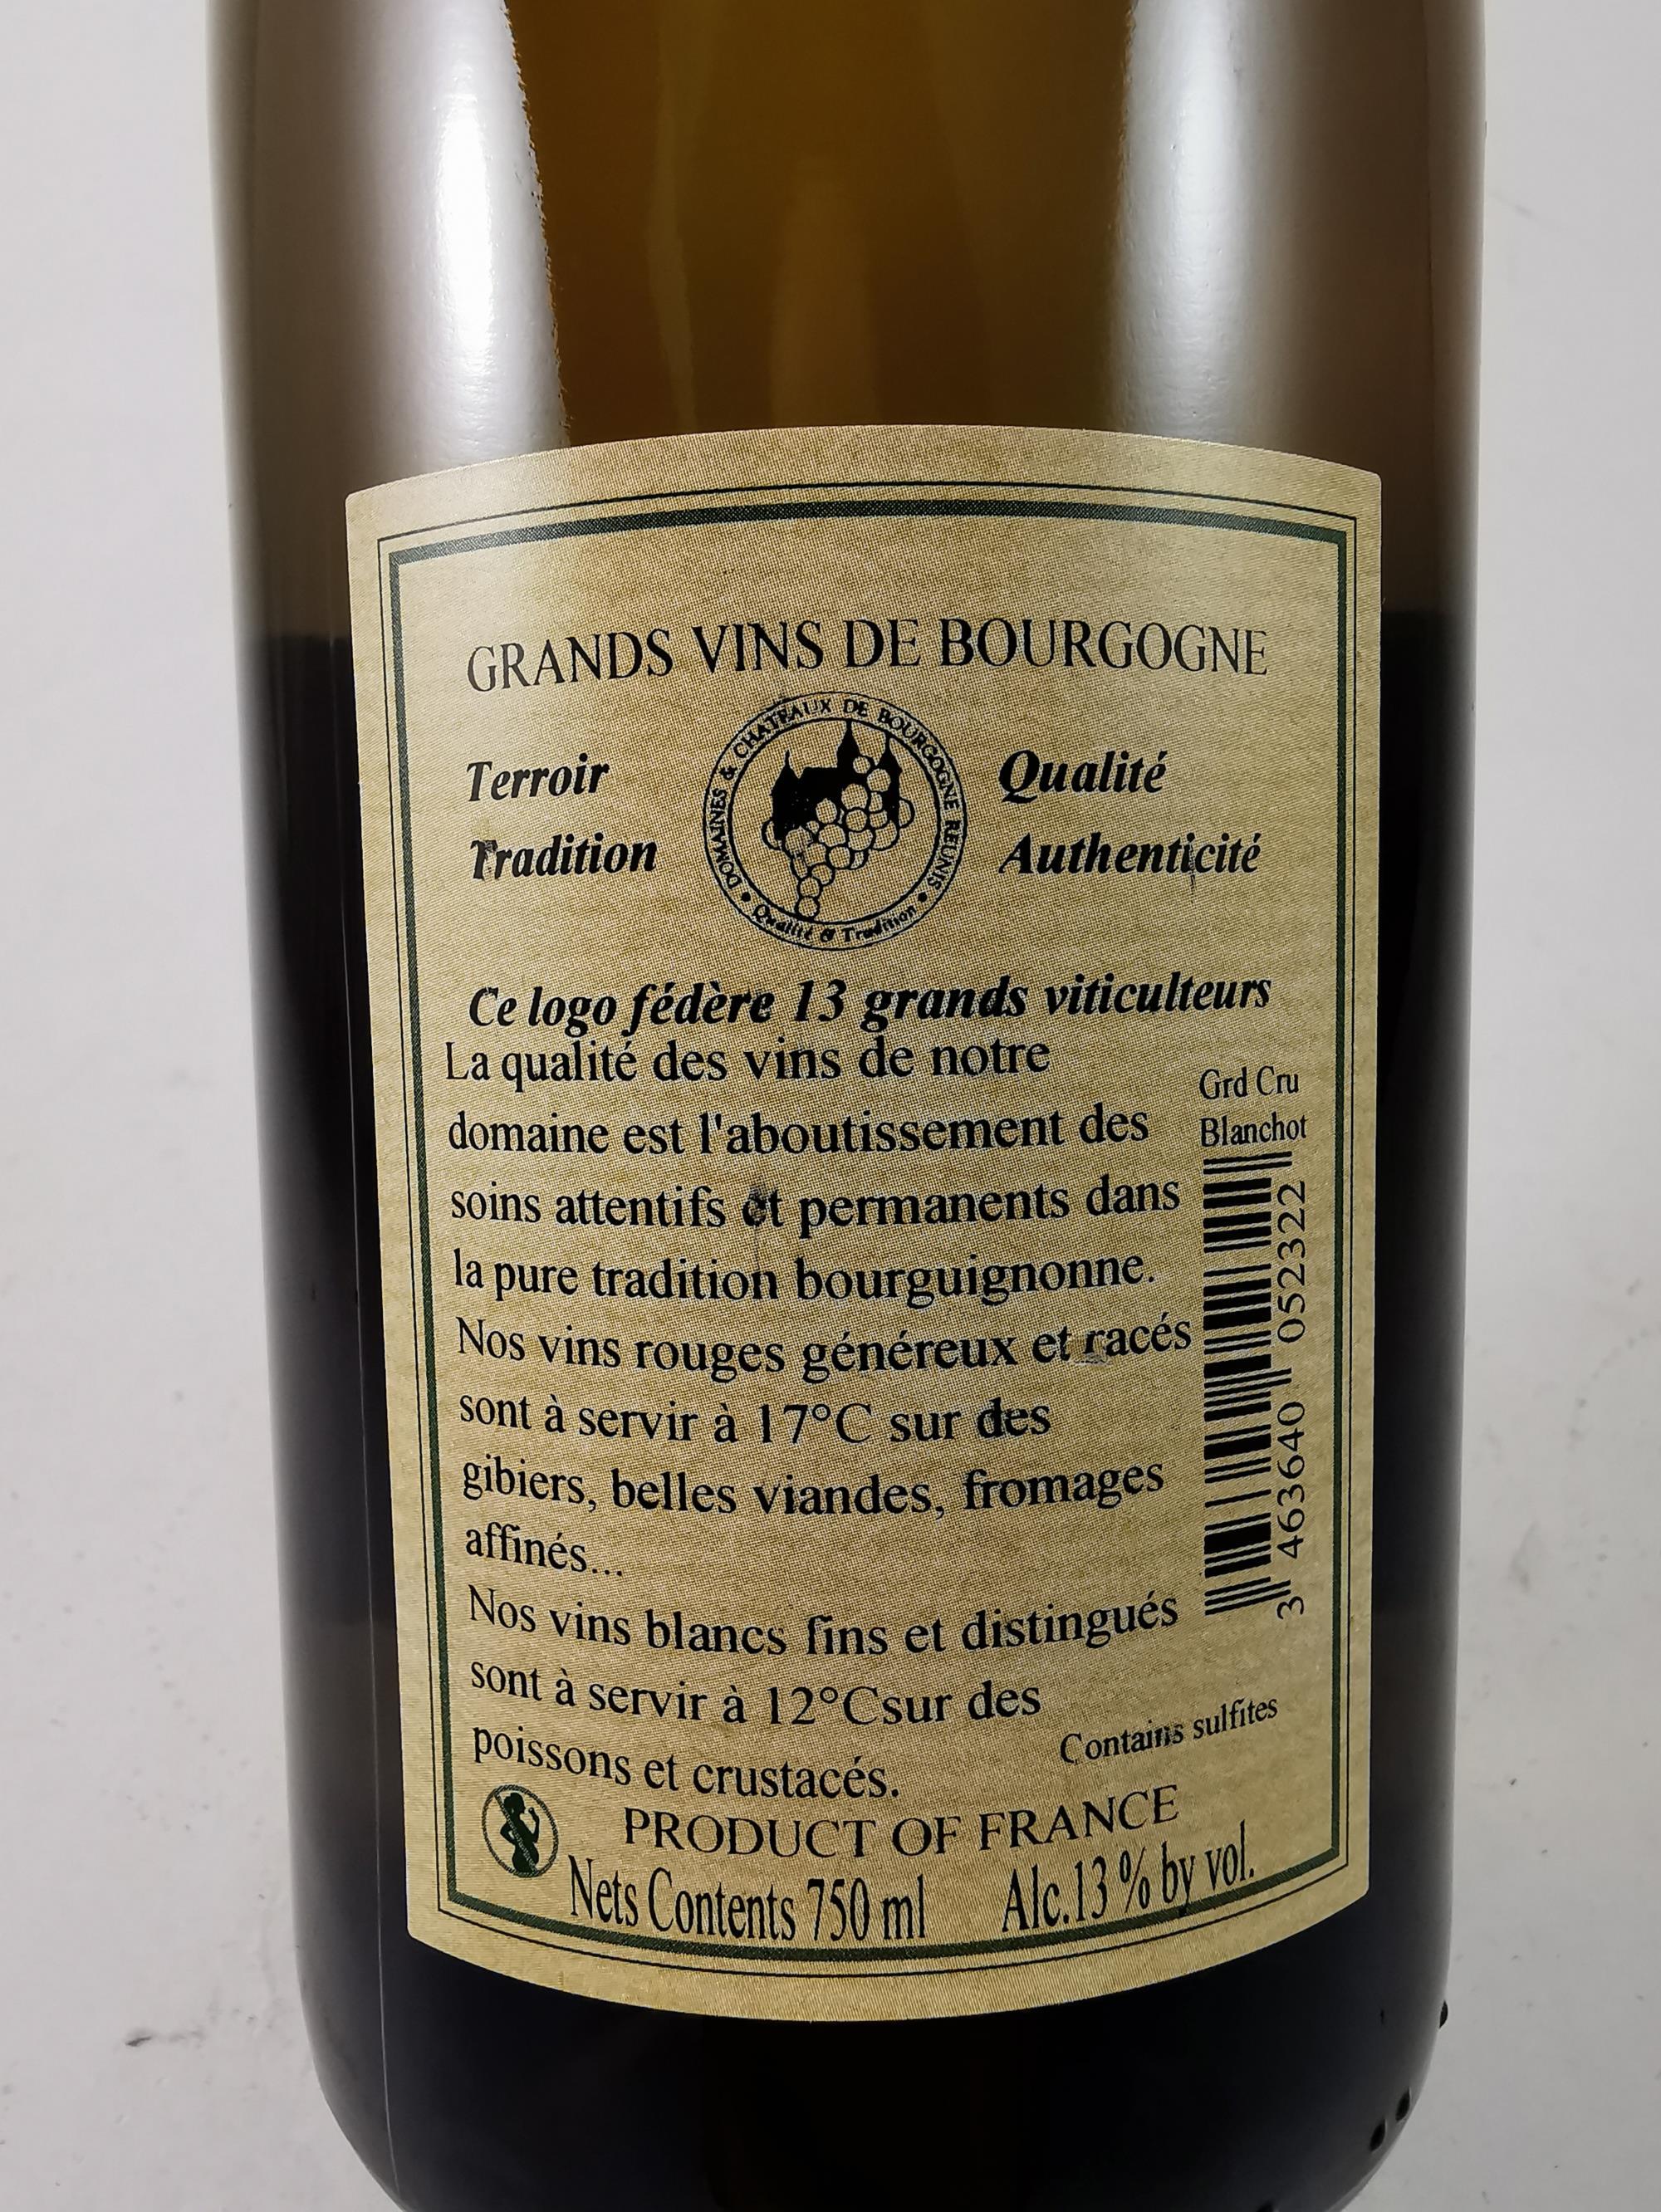 GRANDS VINS DE BOURGOGNE
Terroir
Tradition
DOMAINES & CHATEAUX DE BOURGOGNE REUNIS
Qualité & Tradition
Qualité
Authenticité
Ce logo fédère 13 grands viticulteurs
La qualité des vins de notre
domaine est l'aboutissement des
soins attentifs et permanents dans
la pure tradition bourguignonne.
Nos vins rouges généreux et racés
sont à servir à 17°C sur des
gibiers, belles viandes, fromages
affinés...
Nos vins blancs fins et distingués
sont à servir à 12°Csur des
poissons et crustacés.
Grd Cru
Blanchot
3 463640 052322
Contains sulfites
PRODUCT OF FRANCE
Nets Contents 750 ml Alc.13 % by vol.